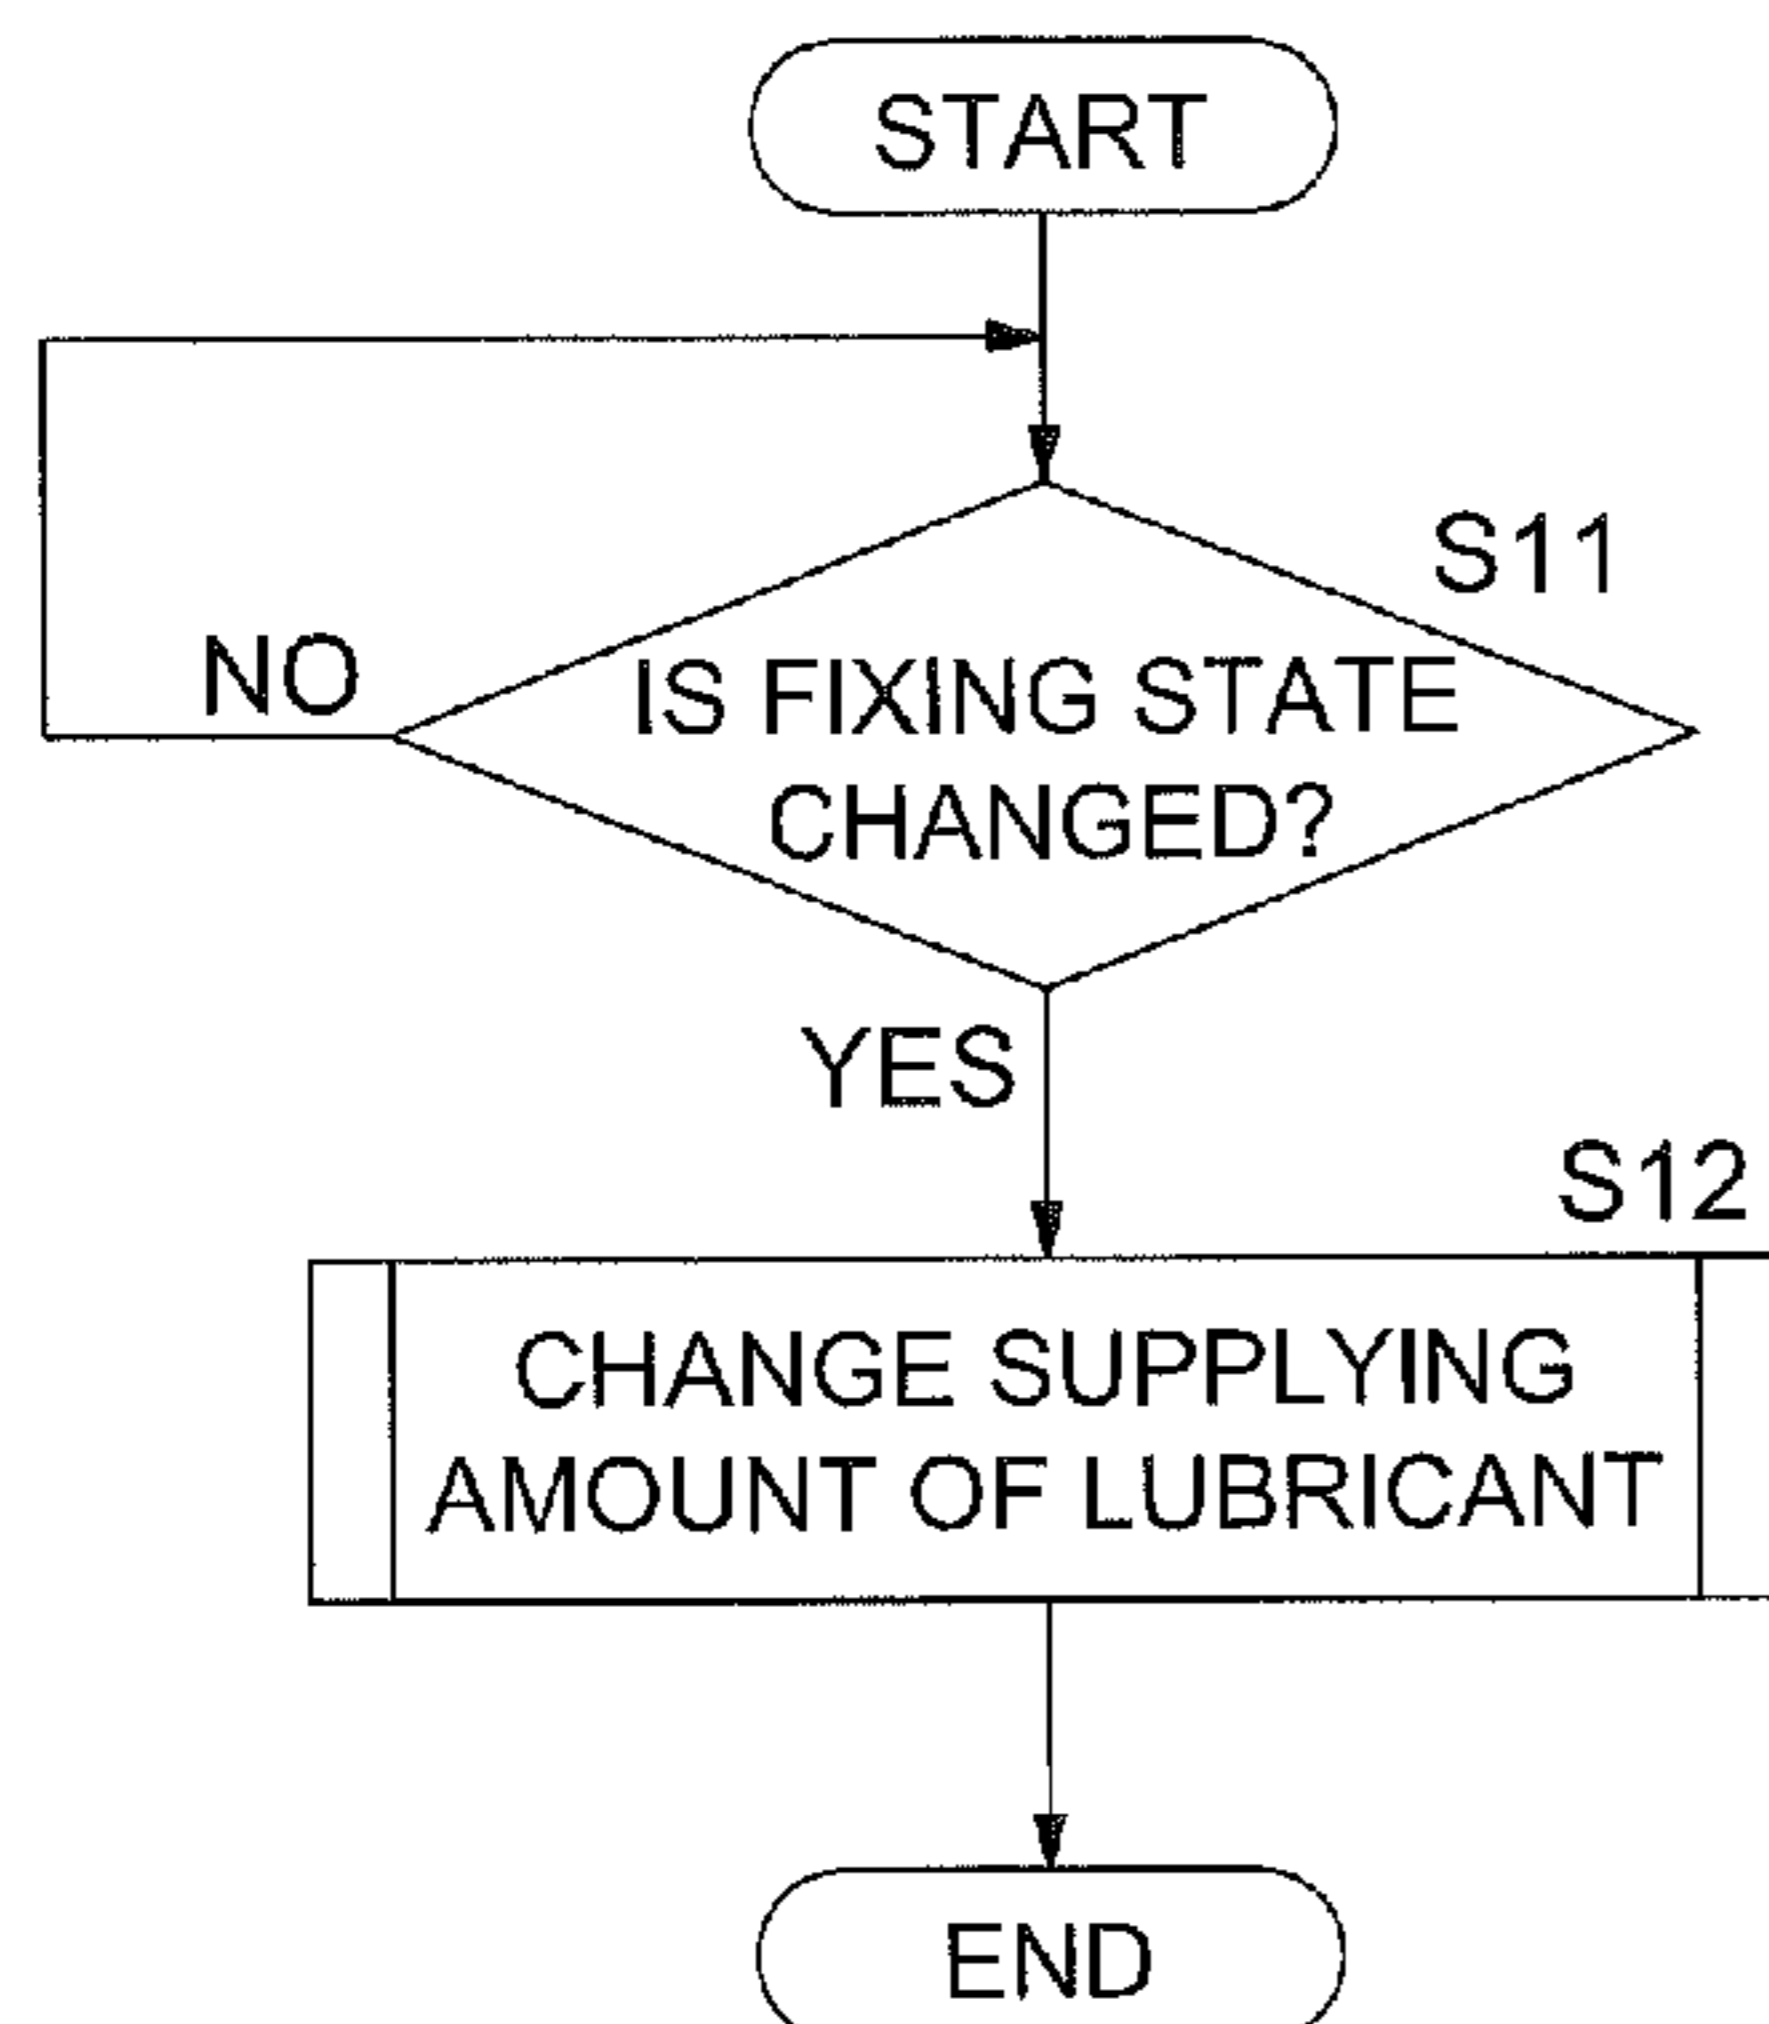 START
S11
NO
IS FIXING STATE
CHANGED?
YES
S12
CHANGE SUPPLYING
AMOUNT OF LUBRICANT
END